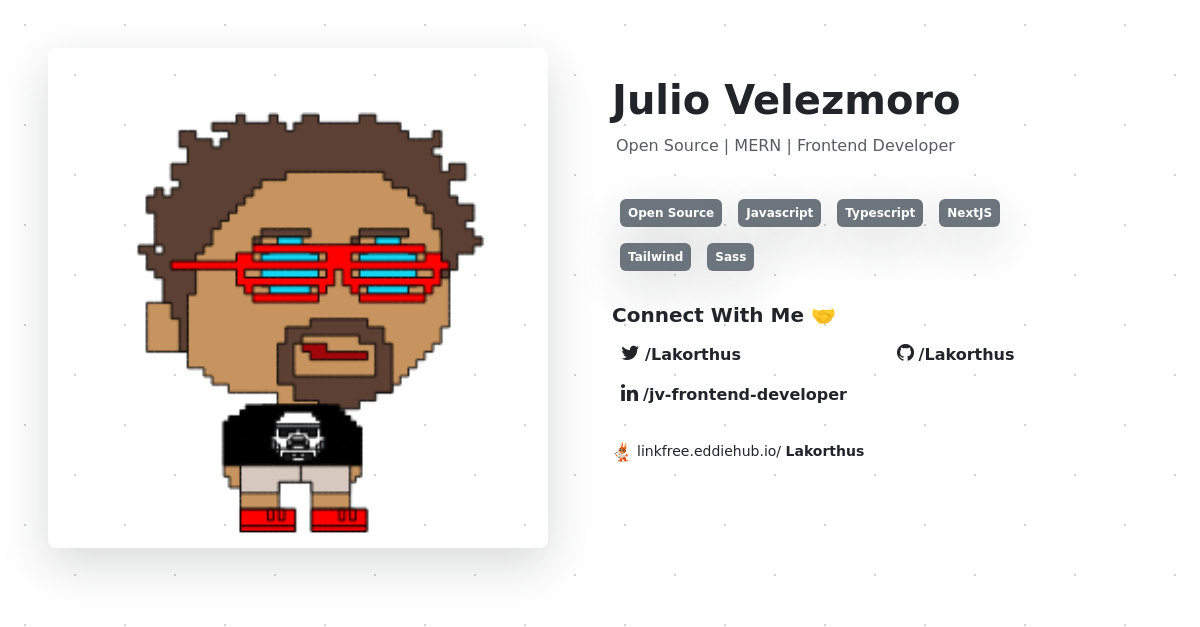 Julio Velezmoro
Open Source | MERN | Frontend Developer
Open Source Javascript Typescript NextJS
Tailwind Sass
Connect With Me 🤝
/Lakorthus /Lakorthus
/jv-frontend-developer
linkfree.eddiehub.io/ Lakorthus